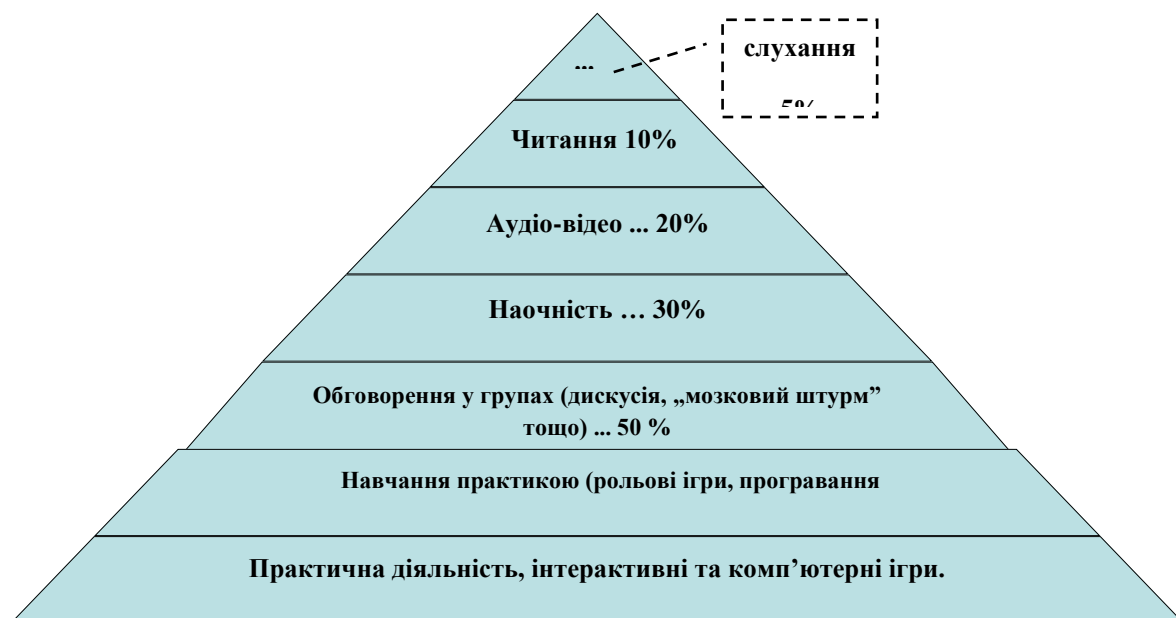 ...
слухання
5%
Читання 10%
Аудіо-відео ... 20%
Наочність … 30%
Обговорення у групах (дискусія, „мозковий штурм”
тощо) ... 50 %
Навчання практикою (рольові ігри, програвання
Практична діяльність, інтерактивні та комп’ютерні ігри.